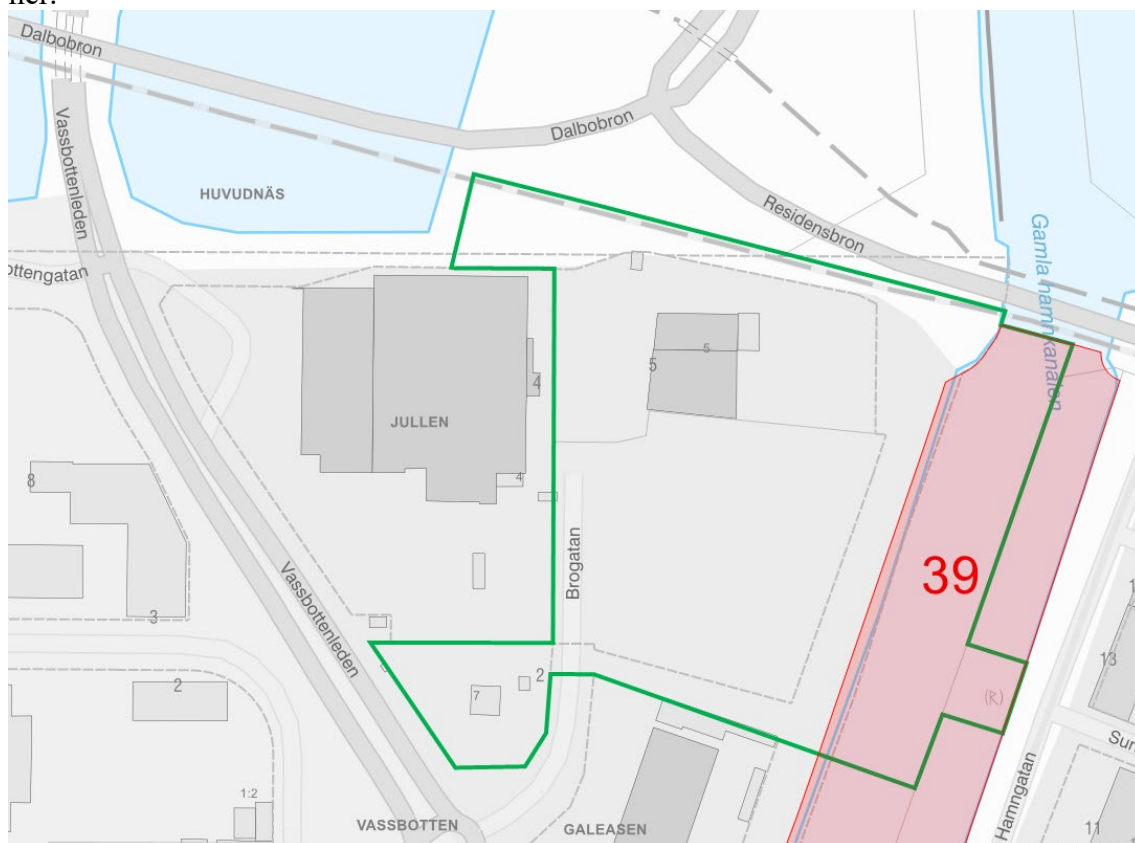 Dalbobron
Dalbobron
Vassbottenleden
HUVUDNÄS
Residensbron
Gamla hamnkanalen
ottengatan
5
5
4
JULLEN
4
8
39
Brogatan
Vassbottenleden
3
13
2
2
7
(R)
Sun
Hamngatan
1:2
VASSBOTTEN
GALEASEN
11